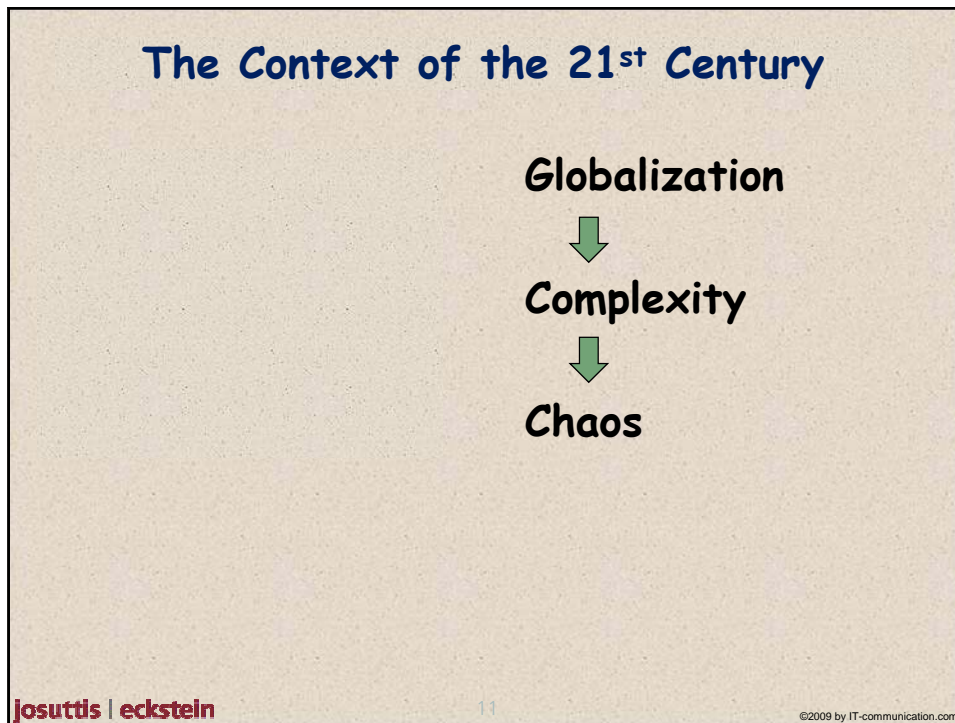 The Context of the 21st Century
Globalization
Complexity
Chaos
josuttis | eckstein
11
©2009 by IT-communication.com